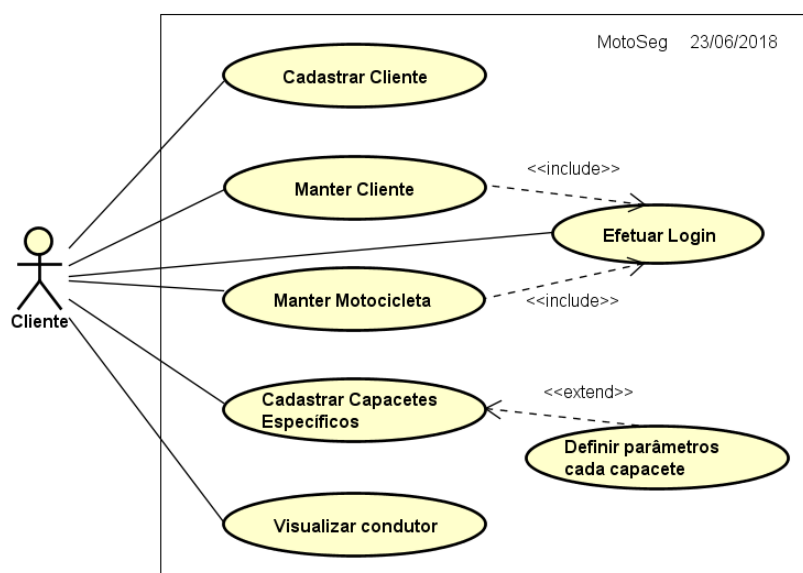 MotoSeg 23/06/2018
Cadastrar Cliente
<<include>>
Manter Cliente
Efetuar Login
Cliente
Manter Motocicleta
<<include>>
<<extend>>
Cadastrar Capacetes
Específicos
Definir parâmetros
cada capacete
Visualizar condutor